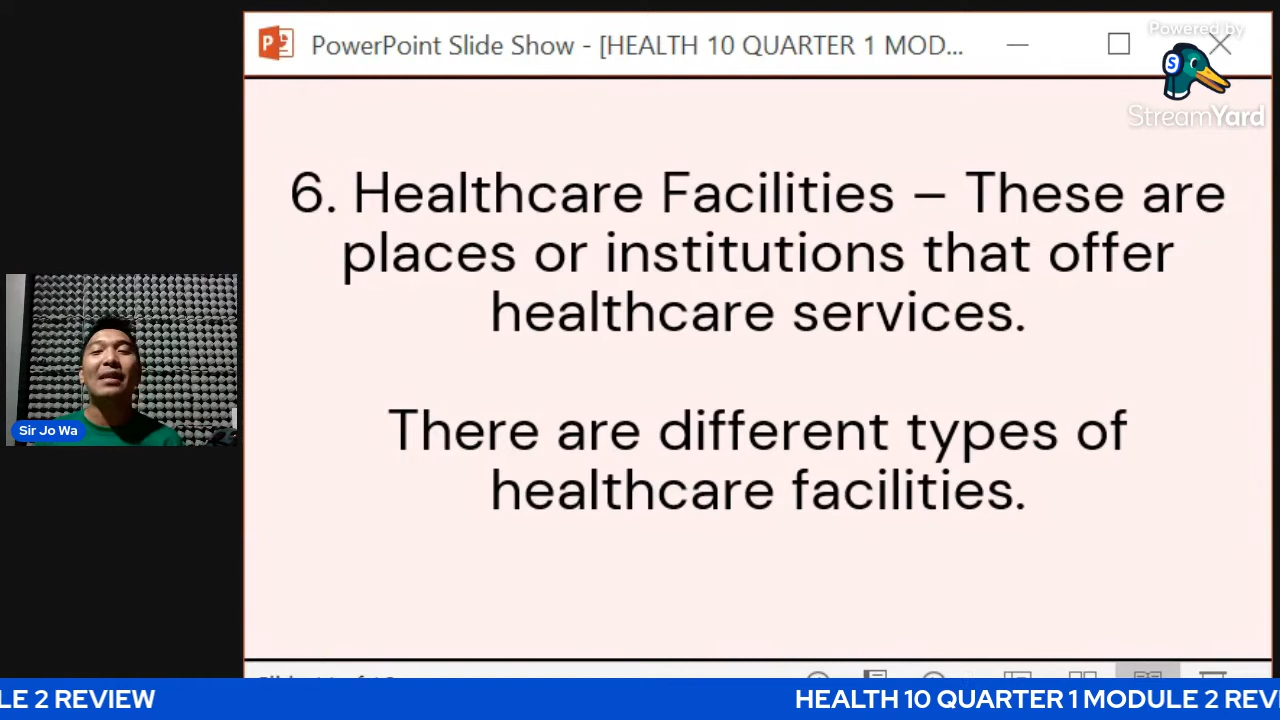 PowerPoint Slide Show - [HEALTH 10 QUARTER 1 MOD...
Powered by
StreamYard
6. Healthcare Facilities – These are
places or institutions that offer
healthcare services.
There are different types of
healthcare facilities.
Sir Jo Wa
LE 2 REVIEW
HEALTH 10 QUARTER 1 MODULE 2 REVI